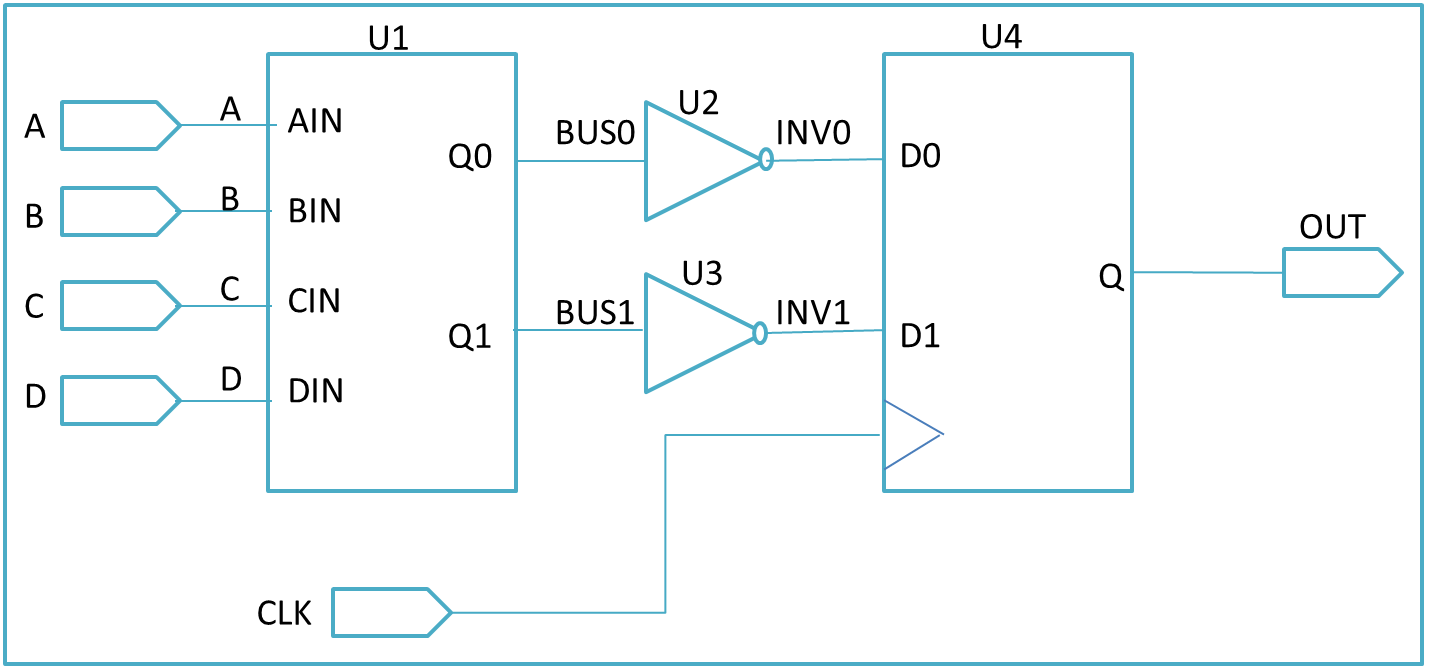 U1
U4
A
A
AIN
B
B
BIN
C
C
CIN
D
D
DIN
Q0
Q1
BUS0
U2
INV0
BUS1
U3
INV1
D0
D1
Q
OUT
CLK